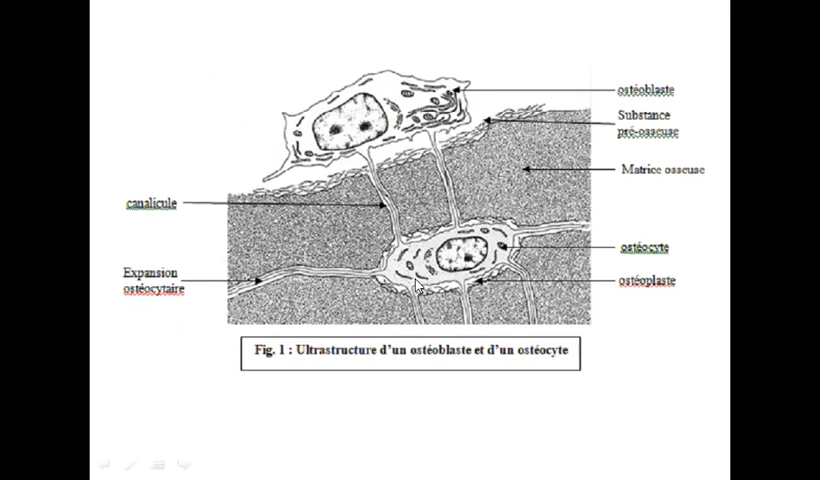 ostéoblaste
Substance
pré-osseuse
Matrice osseuse
canalicule
ostéocyte
Expansion
ostéocytaire
ostéoplaste
Fig. 1 : Ultrastructure d'un ostéoblaste et d'un ostéocyte